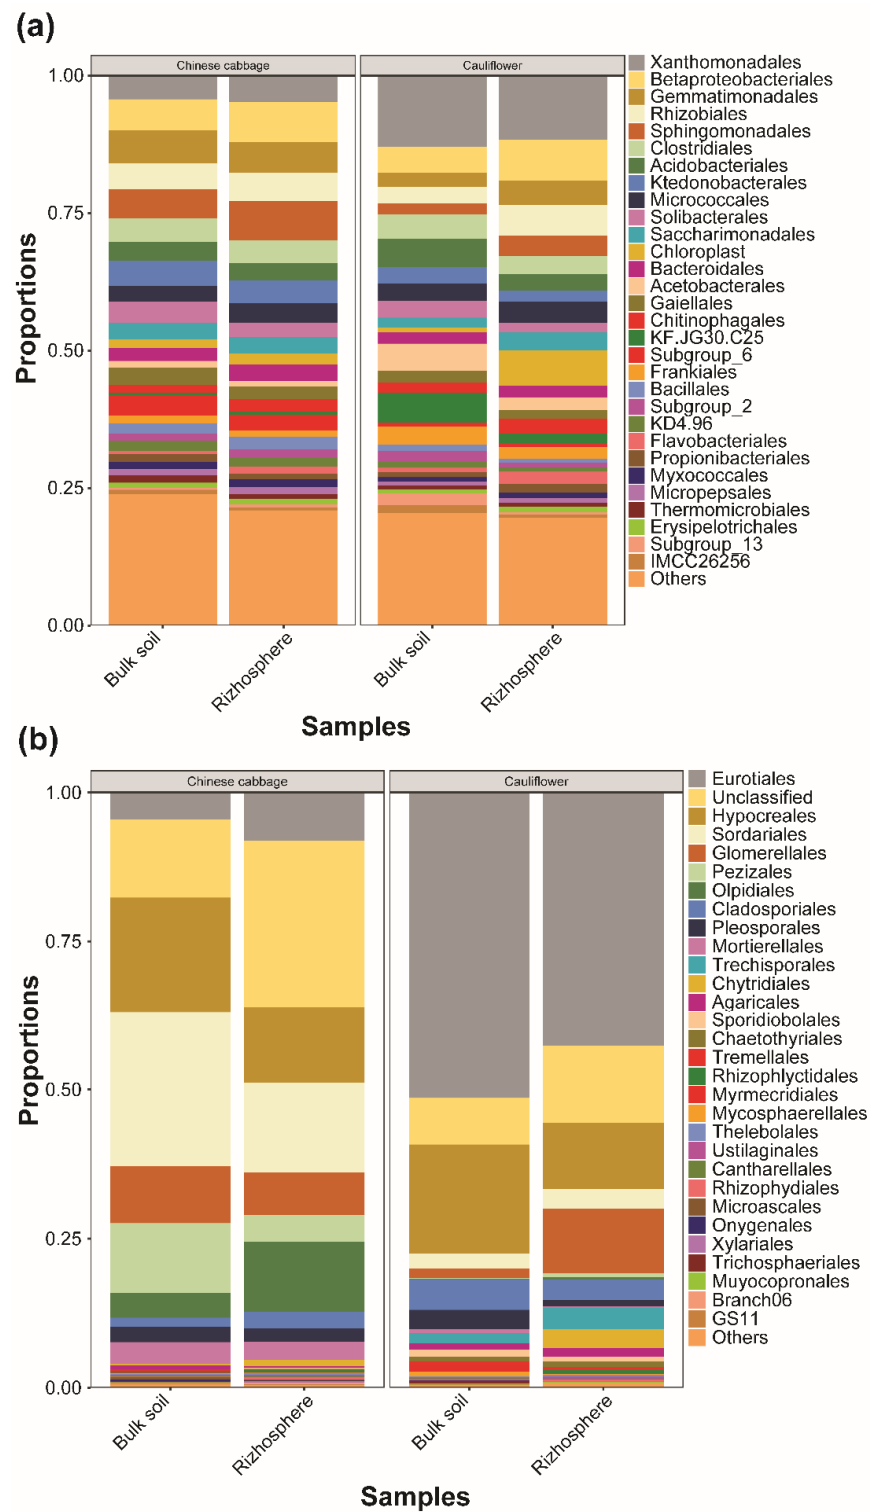 (a)
Chinese cabbage
Cauliflower
1.00
0.75
0.50
0.25
0.00
Proportions
Bulk soil
Rizhosphere
Bulk soil
Rizhosphere
Samples
Xanthomonadales
Betaproteobacteriales
Gemmatimonadales
Rhizobiales
Sphingomonadales
Clostridiales
Acidobacteriales
Ktedonobacterales
Micrococcales
Solibacterales
Saccharimonadales
Chloroplast
Bacteroidales
Acetobacterales
Gaiellales
Chitinophagales
KF.JG30.C25
Subgroup_6
Frankiales
Bacillales
Subgroup_2
KD4.96
Flavobacteriales
Propionibacteriales
Myxococcales
Micropepsales
Thermomicrobiales
Erysipelotrichales
Subgroup_13
IMCC26256
Others
(b)
Chinese cabbage
Cauliflower
1.00
0.75
0.50
0.25
0.00
Proportions
Bulk soil
Rizhosphere
Bulk soil
Rizhosphere
Samples
Eurotiales
Unclassified
Hypocreales
Sordariales
Glomerellales
Pezizales
Olpidiales
Cladosporiales
Pleosporales
Mortierellales
Trechisporales
Chytridiales
Agaricales
Sporidiobolales
Chaetothyriales
Tremellales
Rhizophlyctidales
Myrmecridiales
Mycosphaerellales
Thelebolales
Ustilaginales
Cantharellales
Rhizophydiales
Microascales
Onygenales
Xylariales
Trichosphaeriales
Muyocopronales
Branch06
GS11
Others